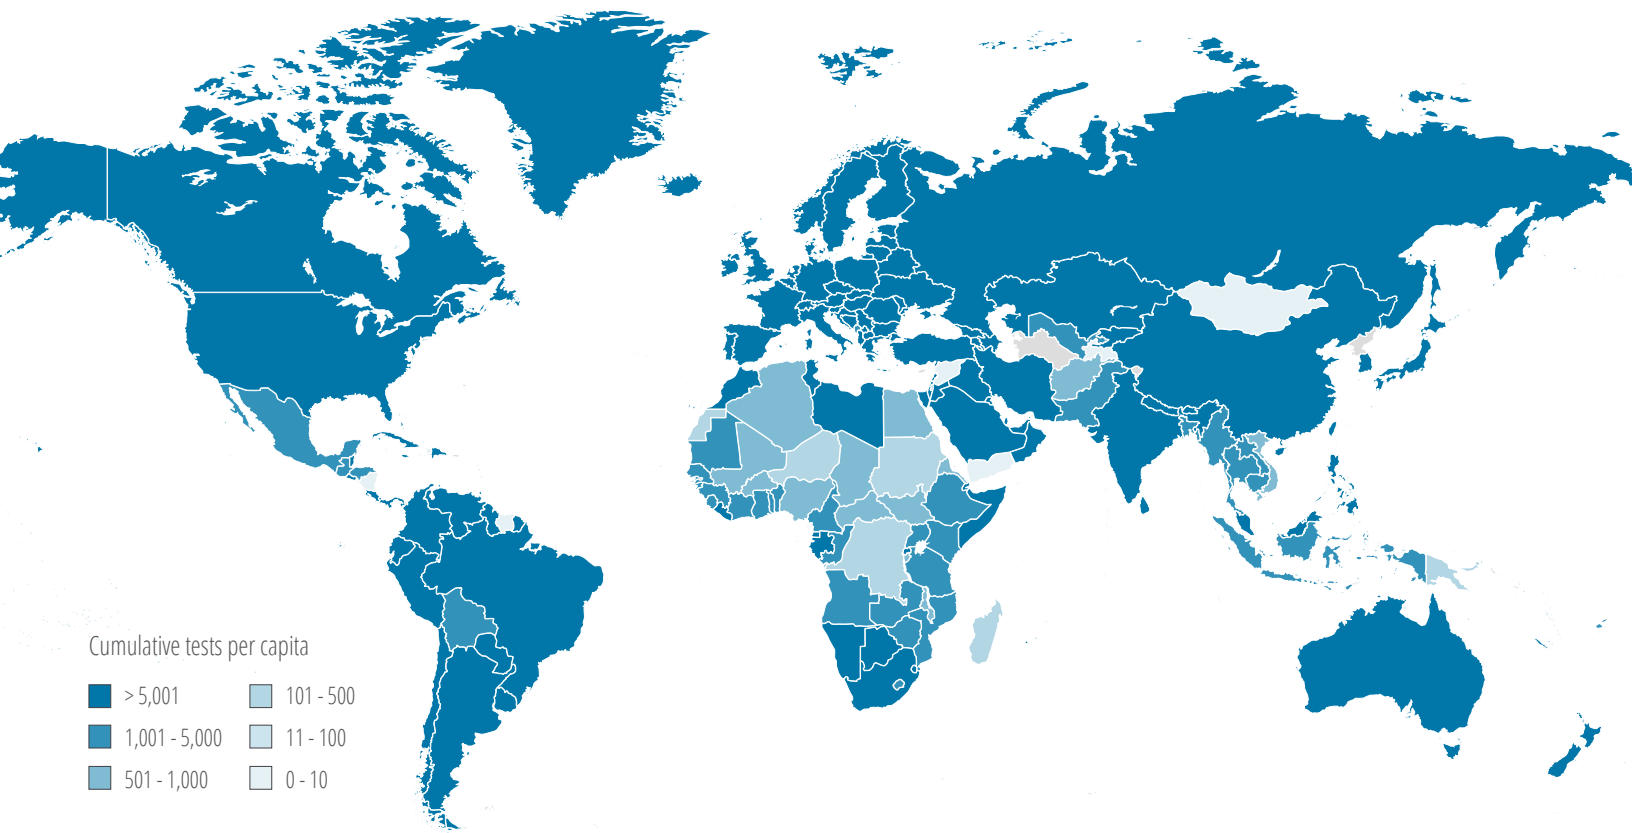 Cumulative tests per capita
> 5,001
101 - 500
1,001 - 5,000
11 - 100
501 - 1,000
0 - 10